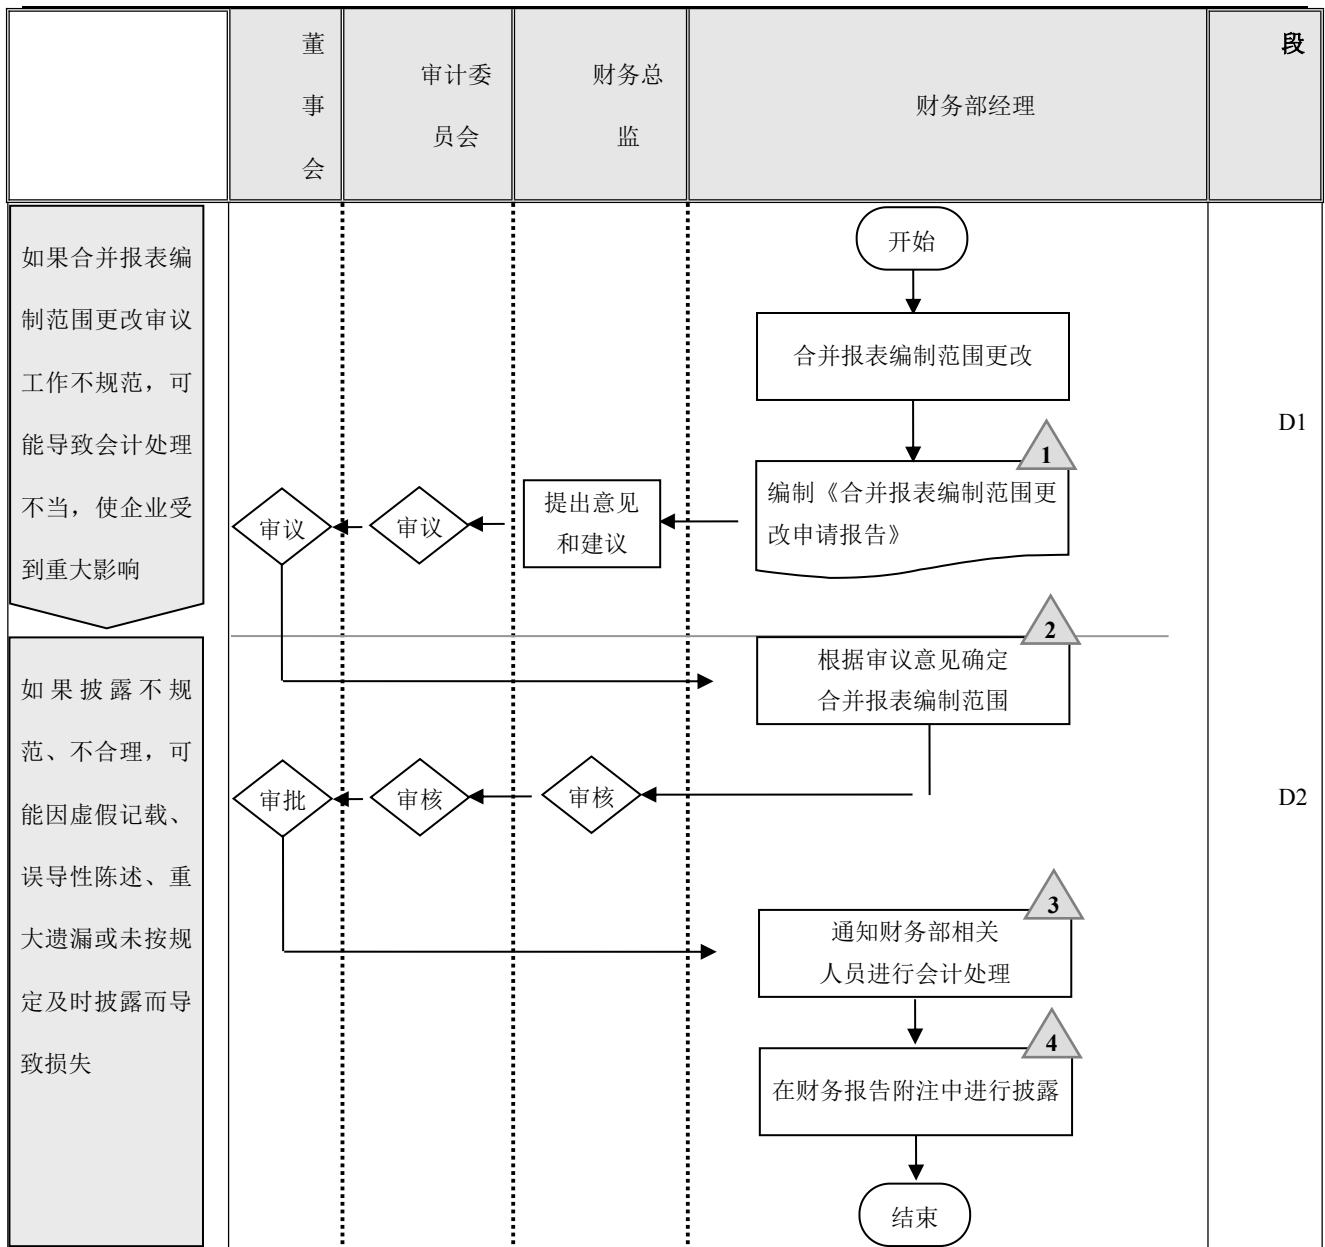 董
事
会
审计委
员会
财务总
监
财务部经理
段
如果合并报表编
制范围更改审议
工作不规范，可
能导致会计处理
不当，使企业受
到重大影响
开始
合并报表编制范围更改
1
编制《合并报表编制范围更
改申请报告》
提出意见
和建议
审议
审议
D1
如果披露不规
范、不合理，可
能因虚假记载、
误导性陈述、重
大遗漏或未按规
定及时披露而导
致损失
2
根据审议意见确定
合并报表编制范围
审核
审核
审批
D2
3
通知财务部相关
人员进行会计处理
4
在财务报告附注中进行披露
结束